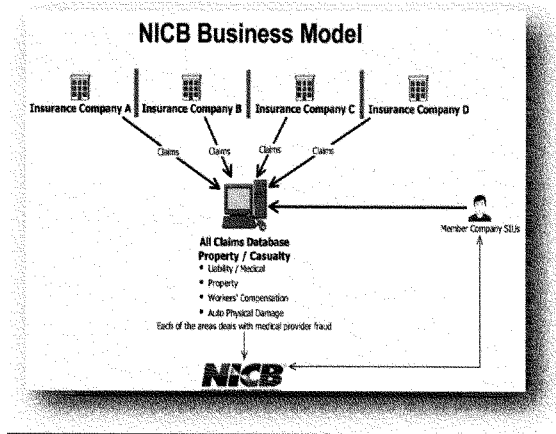 NICB Business Model
Insurance Company A
Insurance Company B
Insurance Company C
Insurance Company D
Claims
Claims
Claims
Claims
Member Company SIUs
All Claims Database
Property / Casualty
• Liability / Medical
• Property
• Workers' Compensation
• Auto Physical Damage
Each of the areas deals with medical provider fraud
NICB